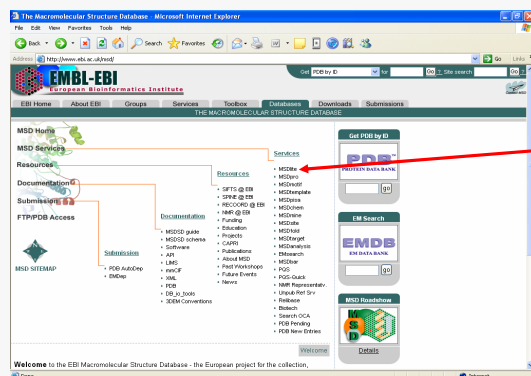 The Macromolecular Structure Database - Microsoft Internet Explorer
File Edit View Favorites Tools Help
Back Search Favorites
Address http://www.ebi.ac.uk/msd/ Go Links
EMBL-EBI
European Bioinformatics Institute
Get PDB by ID for Go ? Site search Go
EBI Home About EBI Groups Services Toolbox Databases Downloads Submissions
THE MACROMOLECULAR STRUCTURE DATABASE
MSD Home
MSD Services
Resources
Documentation
Submission
FTP/PDB Access
MSD SITEMAP
Submission
PDB AutoDep
EMDep
Documentation
MSDSD guide
MSDSD schema
Software
API
LIMS
mmCIF
XML
PDB
DB_io_tools
3DEM Conventions
Resources
SIFTS @ EBI
SPINE @ EBI
RECOORD @ EBI
NMR @ EBI
Funding
Education
Projects
CAPRI
Publications
About MSD
Past Workshops
Future Events
News
Services
MSDlite
MSDpro
MSDmotif
MSDtemplate
MSDpisa
MSDchem
MSDmine
MSDsite
MSDfold
MSDtarget
MSDanalysis
EMsearch
MSDbar
PQS
PQS-Quick
NMR Representativ.
Unpub Ref Srv
Relibase
Biotech
Search OCA
PDB Pending
PDB New Entries
Get PDB by ID
PDB
PROTEIN DATA BANK
go
EM Search
EMDB
EM DATA BANK
go
MSD Roadshow
MSD
Details
Welcome
Welcome to the EBI Macromolecular Structure Database - the European project for the collection,
Done Internet